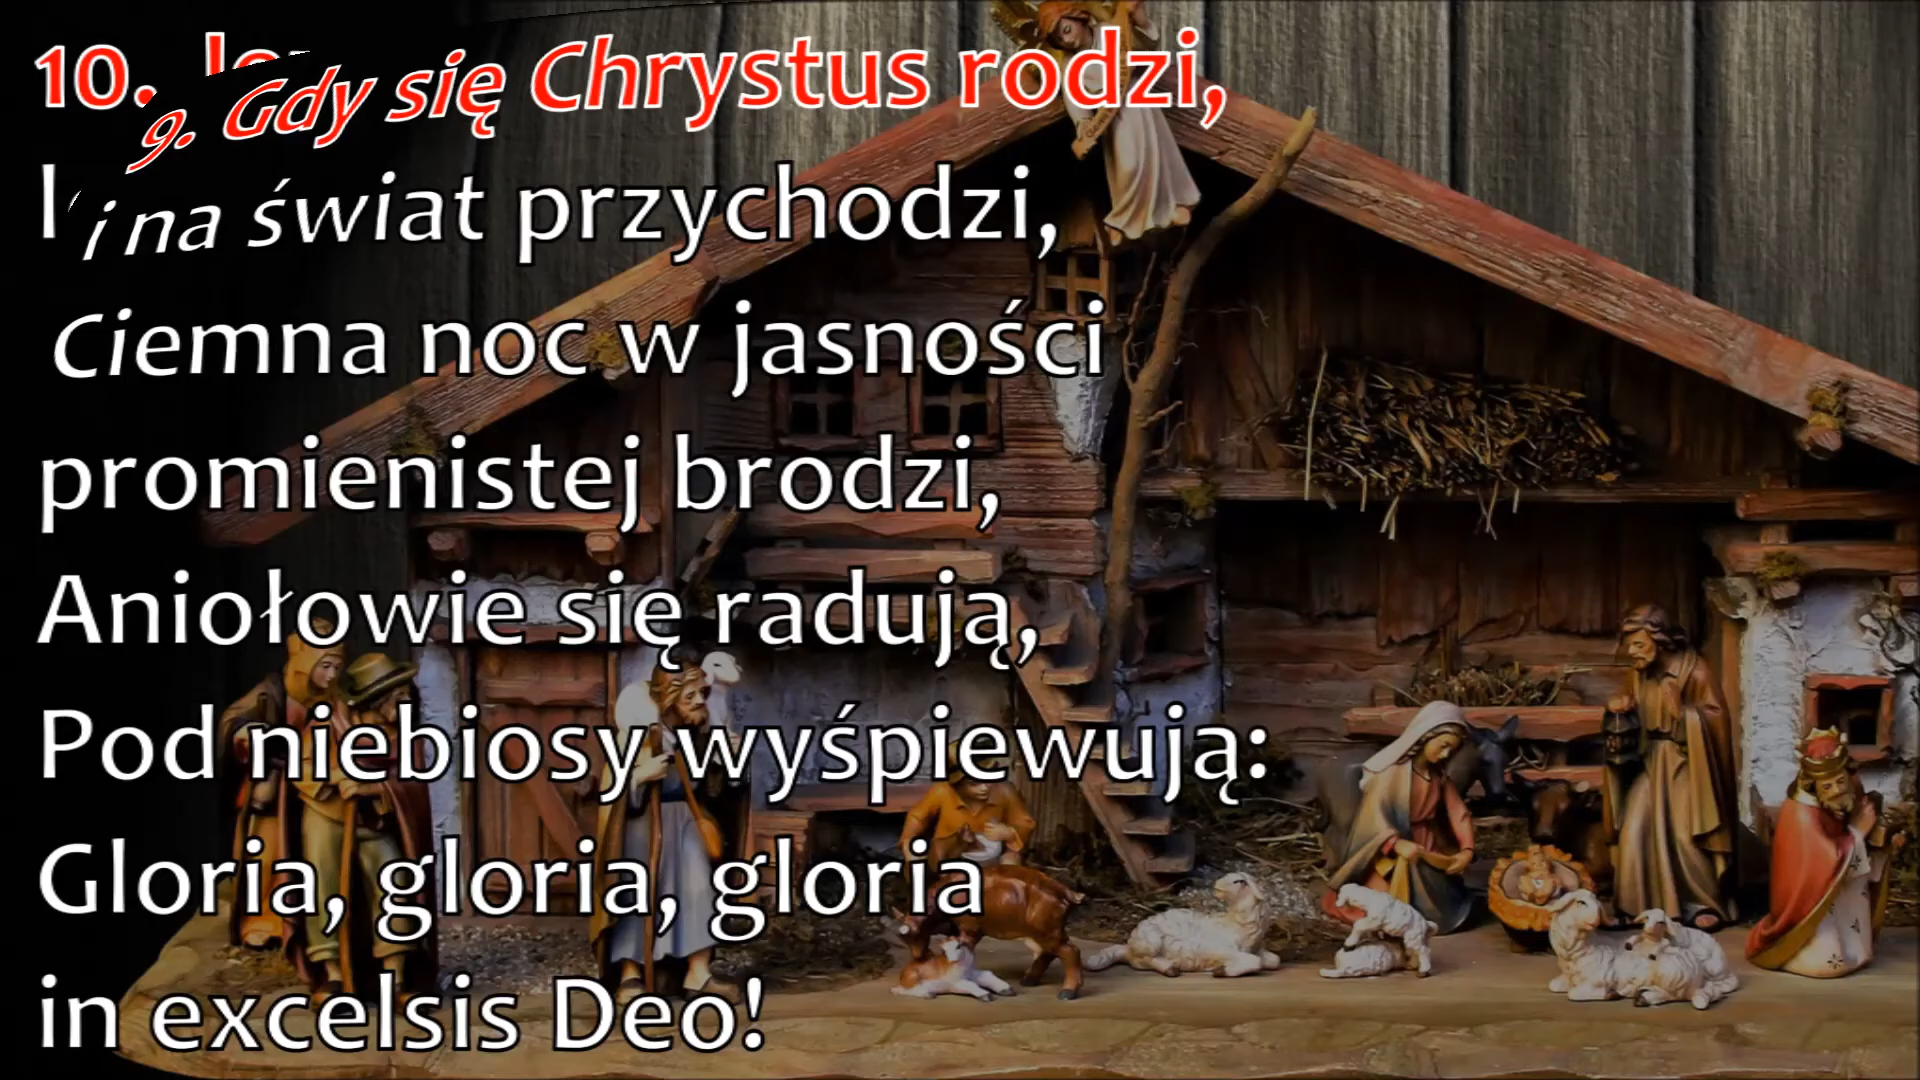 10.
9. Gdy się Chrystus rodzi,
i na świat przychodzi,
Ciemna noc w jasności
promienistej brodzi,
Aniołowie się radują,
Pod niebiosy wyśpiewują:
Gloria, gloria, gloria
in excelsis Deo!